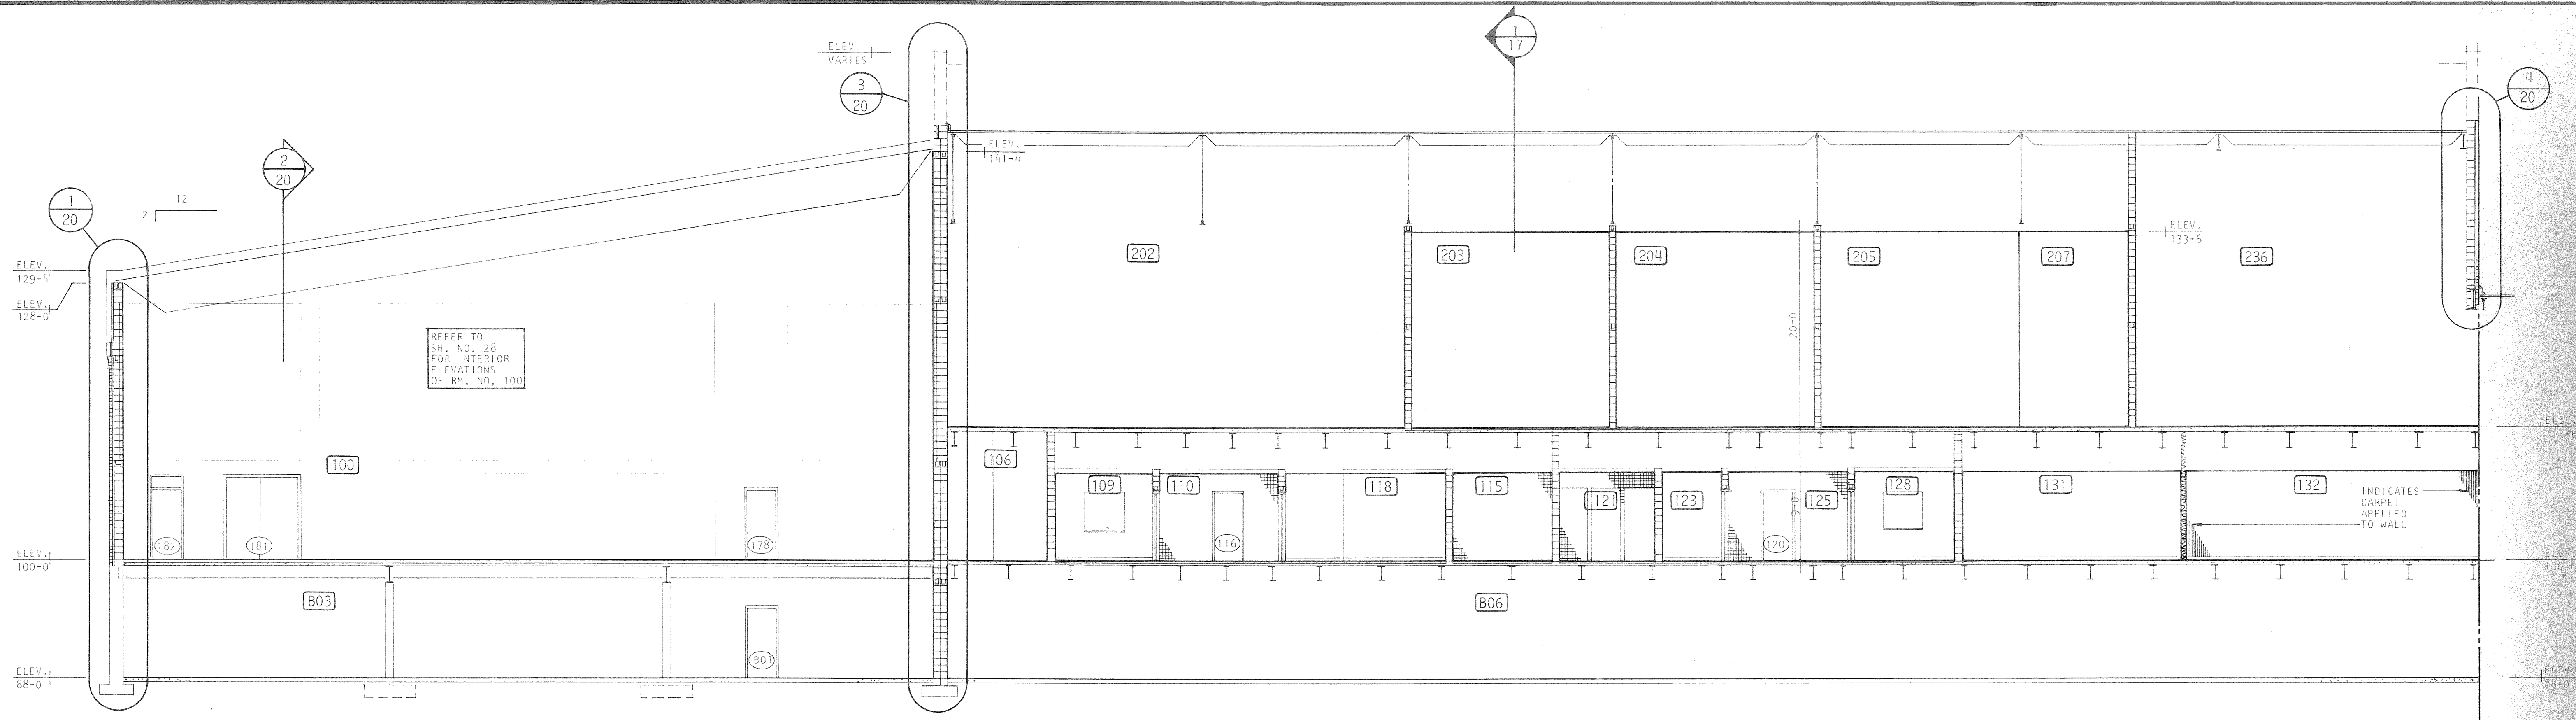 1
17
ELEV.
VARIES
3
20
4
20
ELEV.
141-4
2
20
1
20
12
2
ELEV.
129-4
ELEV.
128-0
202
203
204
205
207
236
ELEV.
133-6
20-0
REFER TO
SH. NO. 28
FOR INTERIOR
ELEVATIONS
OF RM. NO. 100
ELEV.
113-6
100
106
109
110
118
115
121
123
125
128
131
132
INDICATES
CARPET
APPLIED
TO WALL
9-0
182
181
178
116
120
ELEV.
100-0
ELEV.
100-0
B03
B06
B01
ELEV.
88-0
ELEV.
88-0